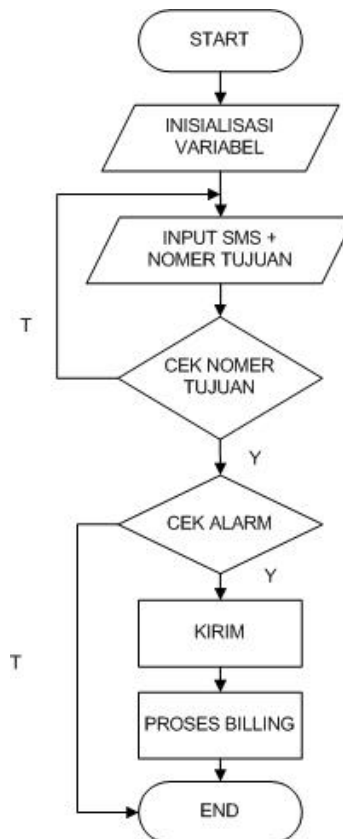 START
INISIALISASI
VARIABEL
INPUT SMS +
NOMER TUJUAN
T
CEK NOMER
TUJUAN
Y
CEK ALARM
Y
KIRIM
T
PROSES BILLING
END